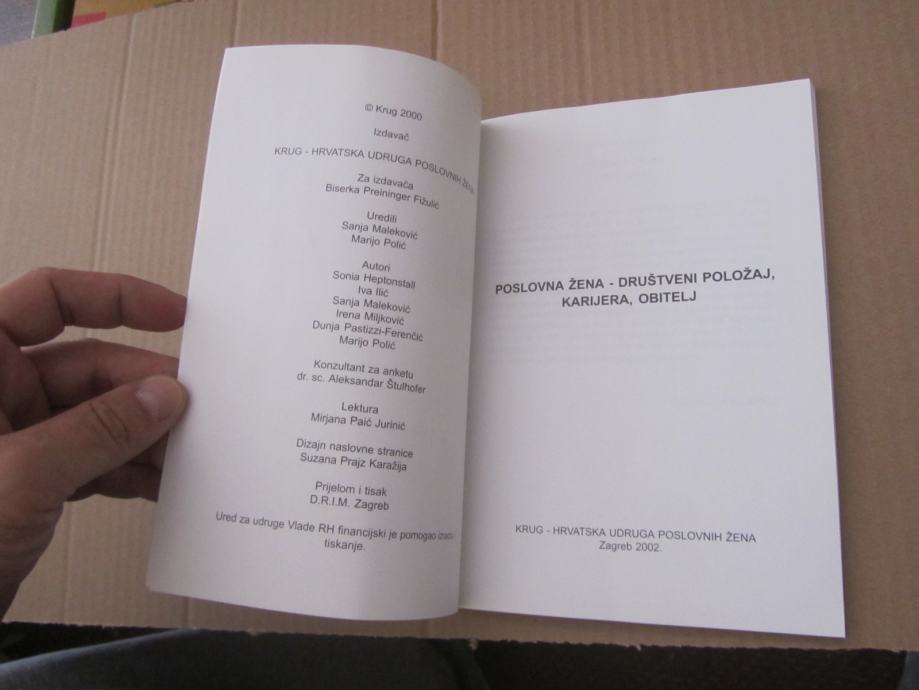 © Krug 2000
Izdavač
KRUG - HRVATSKA UDRUGA POSLOVNIH ŽENA
Za izdavača
Biserka Preininger Fižulić
Uredili
Sanja Maleković
Marijo Polić
Autori
Sonia Heptonstall
Iva Ilić
Sanja Maleković
Irena Miljković
Dunja Pastizzi-Ferenčić
Marijo Polić
Konzultant za anketu
dr. sc. Aleksandar Štulhofer
Lektura
Mirjana Paić Jurinić
Dizajn naslovne stranice
Suzana Prajz Karažija
Prijelom i tisak
D.R.I.M. Zagreb
Ured za udruge Vlade RH financijski je pomogao
tiskanje.
POSLOVNA ŽENA - DRUŠTVENI POLOŽAJ,
KARIJERA, OBITELJ
KRUG - HRVATSKA UDRUGA POSLOVNIH ŽENA
Zagreb 2002.